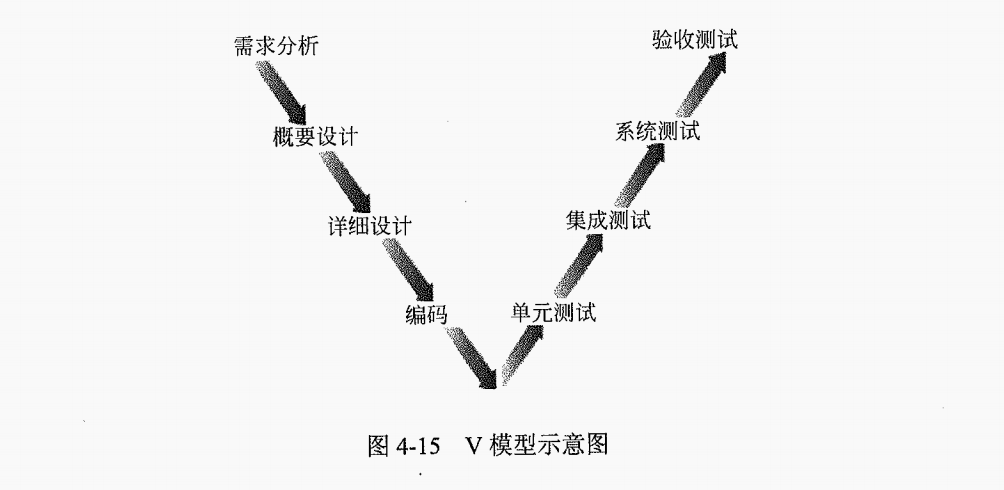 需求分析
验收测试
概要设计
系统测试
详细设计
集成测试
编码
单元测试
图 4-15 V 模型示意图